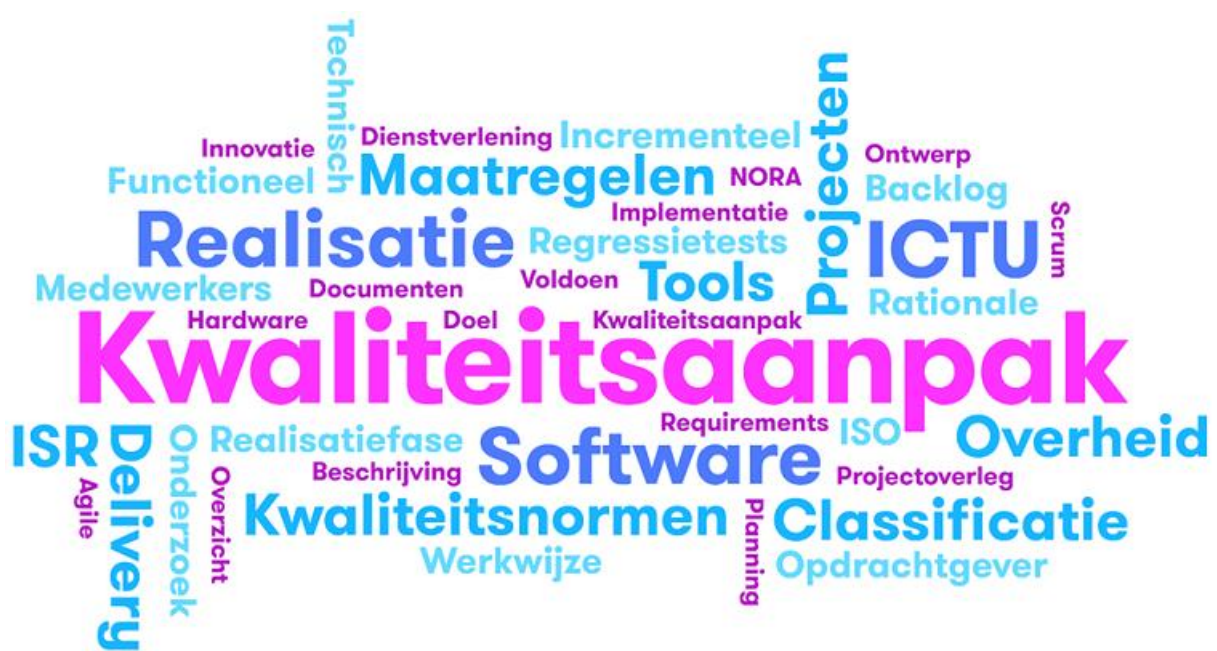 Technisch
Innovatie
Dienstverlening
Incrementeel
Projecten
Ontwerp
Functioneel
Maatregelen
NORA
Backlog
Implementatie
Scrum
Realisatie
Regressietests
ICTU
Medewerkers
Documenten
Voldoen
Tools
Rationale
Hardware
Doel
Kwaliteitsaanpak
Kwaliteitsaanpak
Requirements
ISO
Overheid
ISR
Delivery
Onderzoek
Realisatiefase
Software
Beschrijving
Projectoverleg
Agile
Overzicht
Kwaliteitsnormen
Planning
Classificatie
Werkwijze
Opdrachtgever